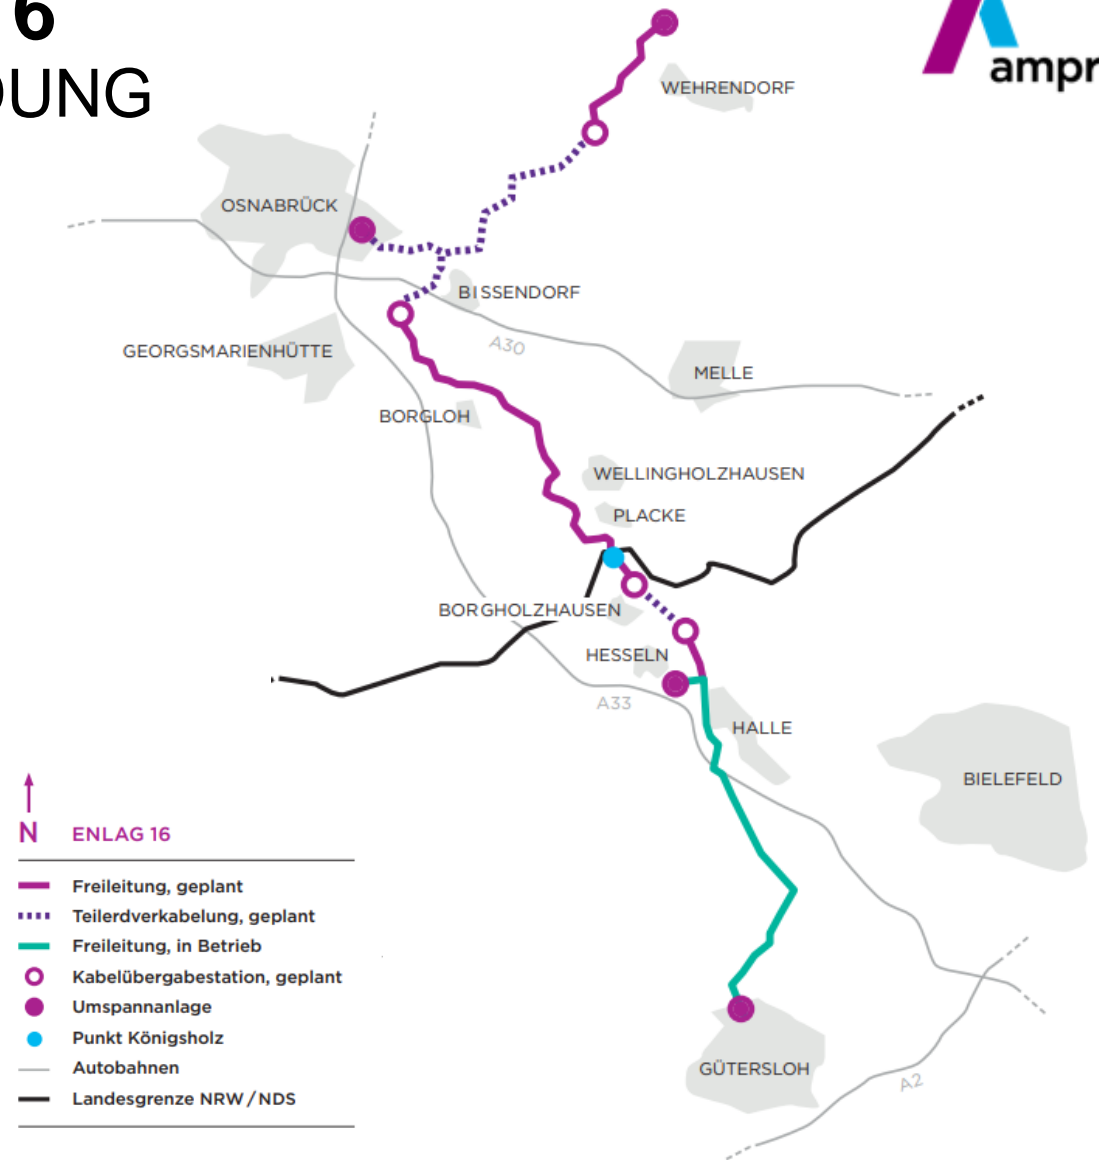 6
DUNG
ampr
WEHRENDORF
OSNABRÜCK
BISSENDORF
GEORGSMARIENHÜTTE
A30
MELLE
BORGLOH
WELLINGHOLZHAUSEN
PLACKE
BORGHOLZHAUSEN
HESSELN
A33
HALLE
BIELEFELD
GÜTERSLOH
A2
N ENLAG 16
Freileitung, geplant
Teilerdverkabelung, geplant
Freileitung, in Betrieb
Kabelübergabestation, geplant
Umspannanlage
Punkt Königsholz
Autobahnen
Landesgrenze NRW / NDS